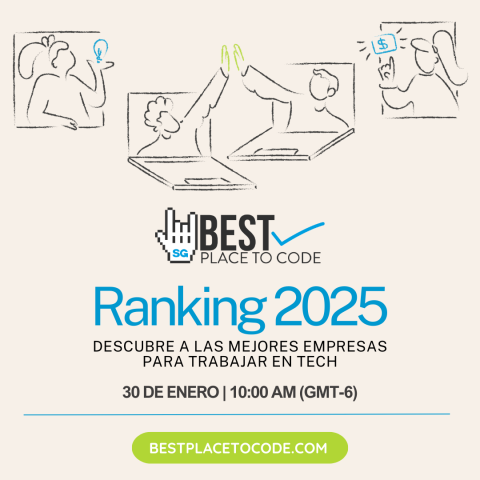 $
SG
BEST
PLACE TO CODE
Ranking 2025
DESCUBRE A LAS MEJORES EMPRESAS
PARA TRABAJAR EN TECH
30 DE ENERO | 10:00 AM (GMT-6)
BESTPLACETOCODE.COM